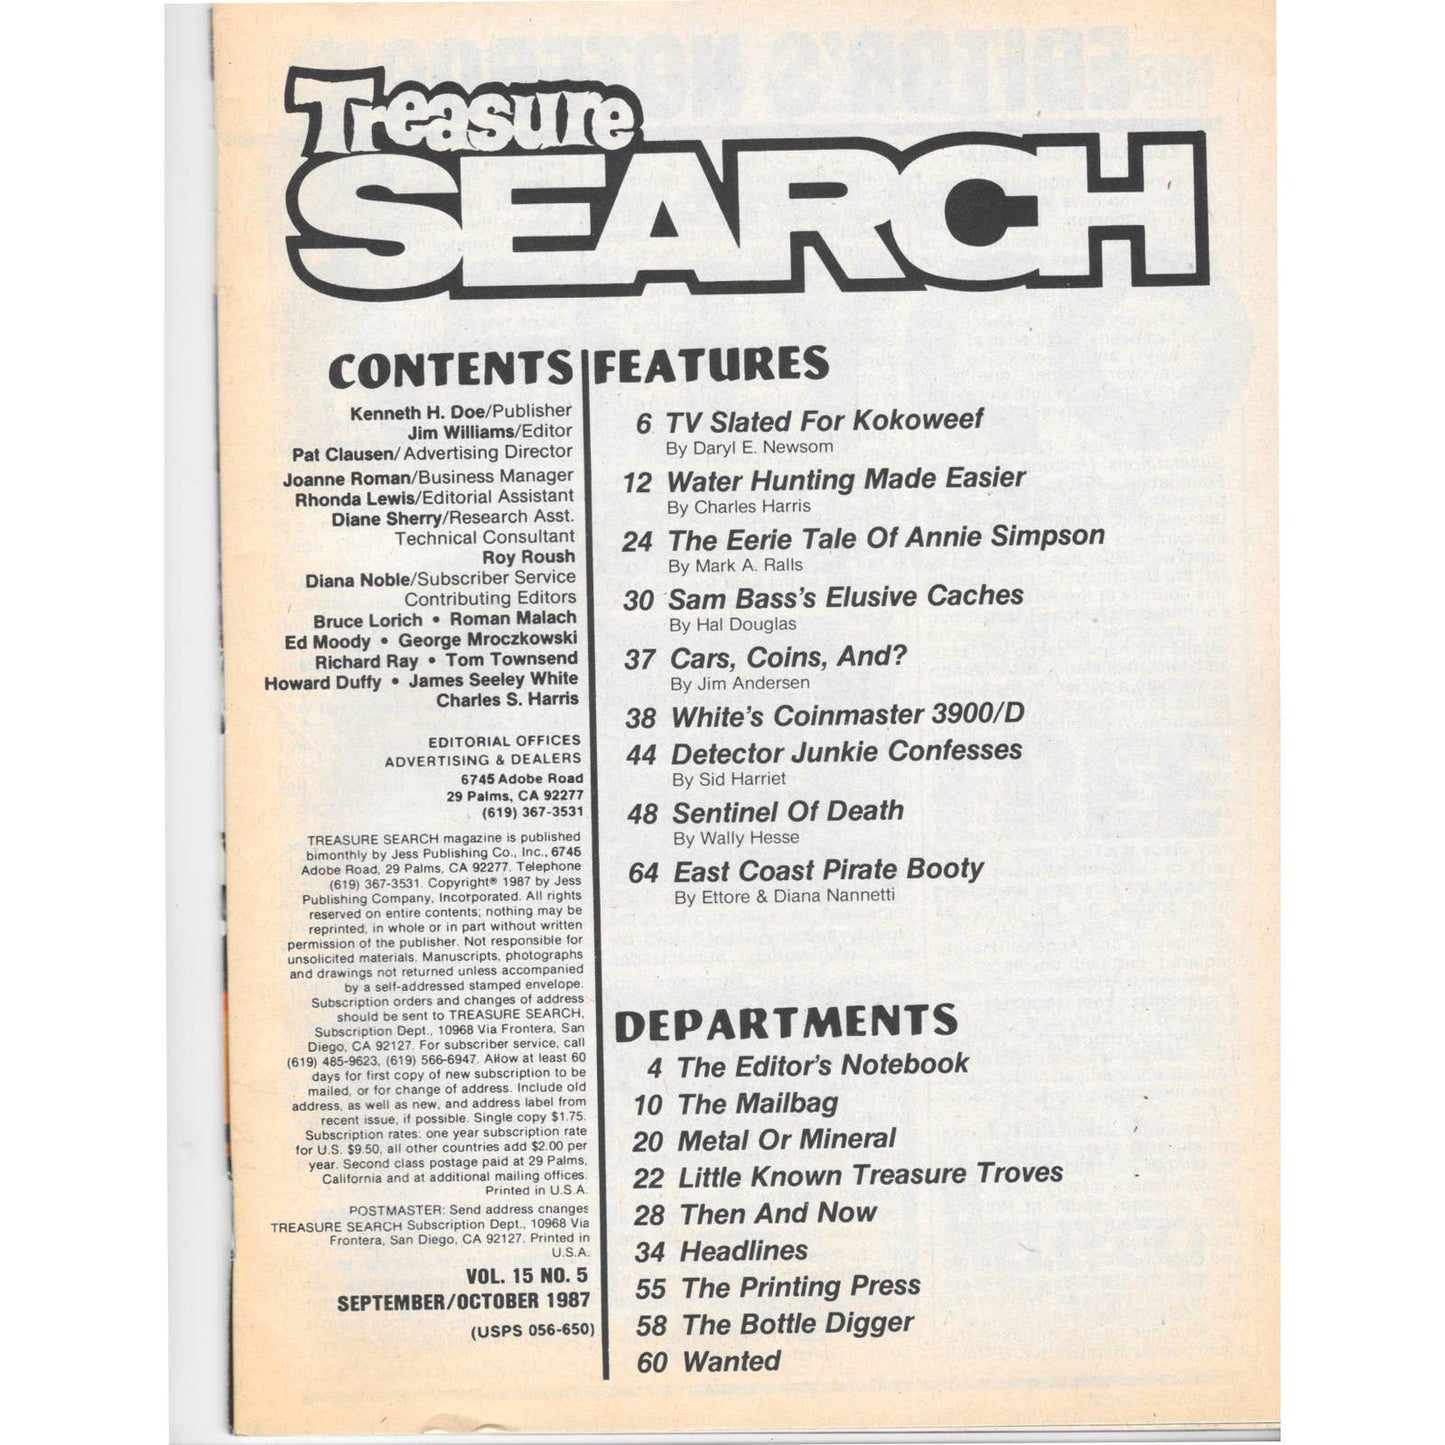 Treasure
SEARCH
CONTENTS
Kenneth H. Doe/Publisher
Jim Williams/Editor
Pat Clausen/Advertising Director
Joanne Roman/Business Manager
Rhonda Lewis/Editorial Assistant
Diane Sherry/Research Asst.
Technical Consultant
Roy Roush
Diana Noble/Subscriber Service
Contributing Editors
Bruce Lorich • Roman Malach
Ed Moody • George Mroczkowski
Richard Ray • Tom Townsend
Howard Duffy • James Seeley White
Charles S. Harris
EDITORIAL OFFICES
ADVERTISING & DEALERS
6745 Adobe Road
29 Palms, CA 92277
(619) 367-3531
TREASURE SEARCH magazine is published
bimonthly by Jess Publishing Co., Inc., 6745
Adobe Road, 29 Palms, CA 92277. Telephone
(619) 367-3531. Copyright® 1987 by Jess
Publishing Company, Incorporated. All rights
reserved on entire contents; nothing may be
reprinted, in whole or in part without written
permission of the publisher. Not responsible for
unsolicited materials. Manuscripts, photographs
and drawings not returned unless accompanied
by a self-addressed stamped envelope.
Subscription orders and changes of address
should be sent to TREASURE SEARCH,
Subscription Dept., 10968 Via Frontera, San
Diego, CA 92127. For subscriber service, call
(619) 485-9623, (619) 566-6947. Allow at least 60
days for first copy of new subscription to be
mailed, or for change of address. Include old
address, as well as new, and address label from
recent issue, if possible. Single copy $1.75.
Subscription rates: one year subscription rate
for U.S. $9.50, all other countries add $2.00 per
year. Second class postage paid at 29 Palms,
California and at additional mailing offices.
Printed in U.S.A.
POSTMASTER: Send address changes
TREASURE SEARCH Subscription Dept., 10968 Via
Frontera, San Diego, CA 92127. Printed in
U.S.A.
VOL. 15 NO. 5
SEPTEMBER/OCTOBER 1987
(USPS 056-650)
FEATURES
6 TV Slated For Kokoweef
By Daryl E. Newsom
12 Water Hunting Made Easier
By Charles Harris
24 The Eerie Tale Of Annie Simpson
By Mark A. Ralls
30 Sam Bass's Elusive Caches
By Hal Douglas
37 Cars, Coins, And?
By Jim Andersen
38 White's Coinmaster 3900/D
44 Detector Junkie Confesses
By Sid Harriet
48 Sentinel Of Death
By Wally Hesse
64 East Coast Pirate Booty
By Ettore & Diana Nannetti
DEPARTMENTS
4 The Editor's Notebook
10 The Mailbag
20 Metal Or Mineral
22 Little Known Treasure Troves
28 Then And Now
34 Headlines
55 The Printing Press
58 The Bottle Digger
60 Wanted